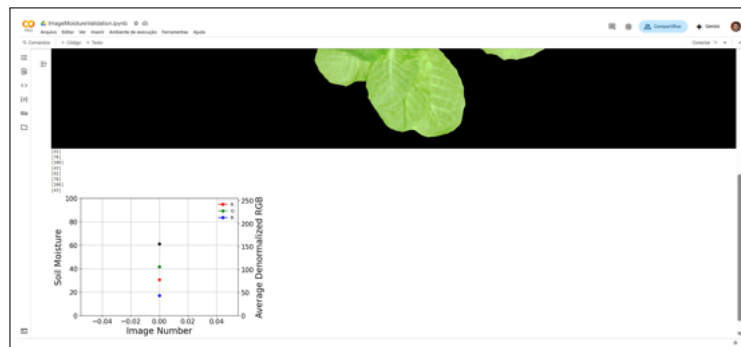 ImageMoistureValidation.ipynb
PRO
Arquivo Editar Ver Inserir Ambiente de execução Ferramentas Ajuda
Compartilhar
Gemini
Comandos + Código + Texto
Conectar
100
80
60
40
20
0
Soil Moisture
R
G
B
250
200
150
100
50
0
Average Denormalized RGB
−0.04 −0.02 0.00 0.02 0.04
Image Number